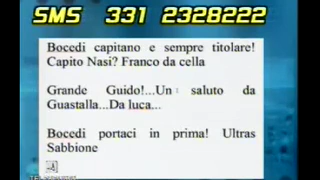 SMS 331 2328222
Bocedi capitano e sempre titolare!
Capito Nasi? Franco da cella
Grande Guido!...Un saluto da
Guastalla...Da luca...
Bocedi portaci in prima! Ultras
Sabbione